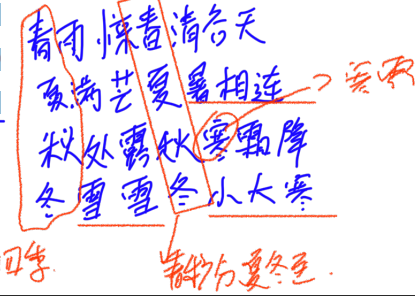 春雨惊春清谷天
夏满芒夏暑相连
寒露
秋处露秋寒霜降
冬雪雪冬小大寒
四季.
春秋分夏冬至.